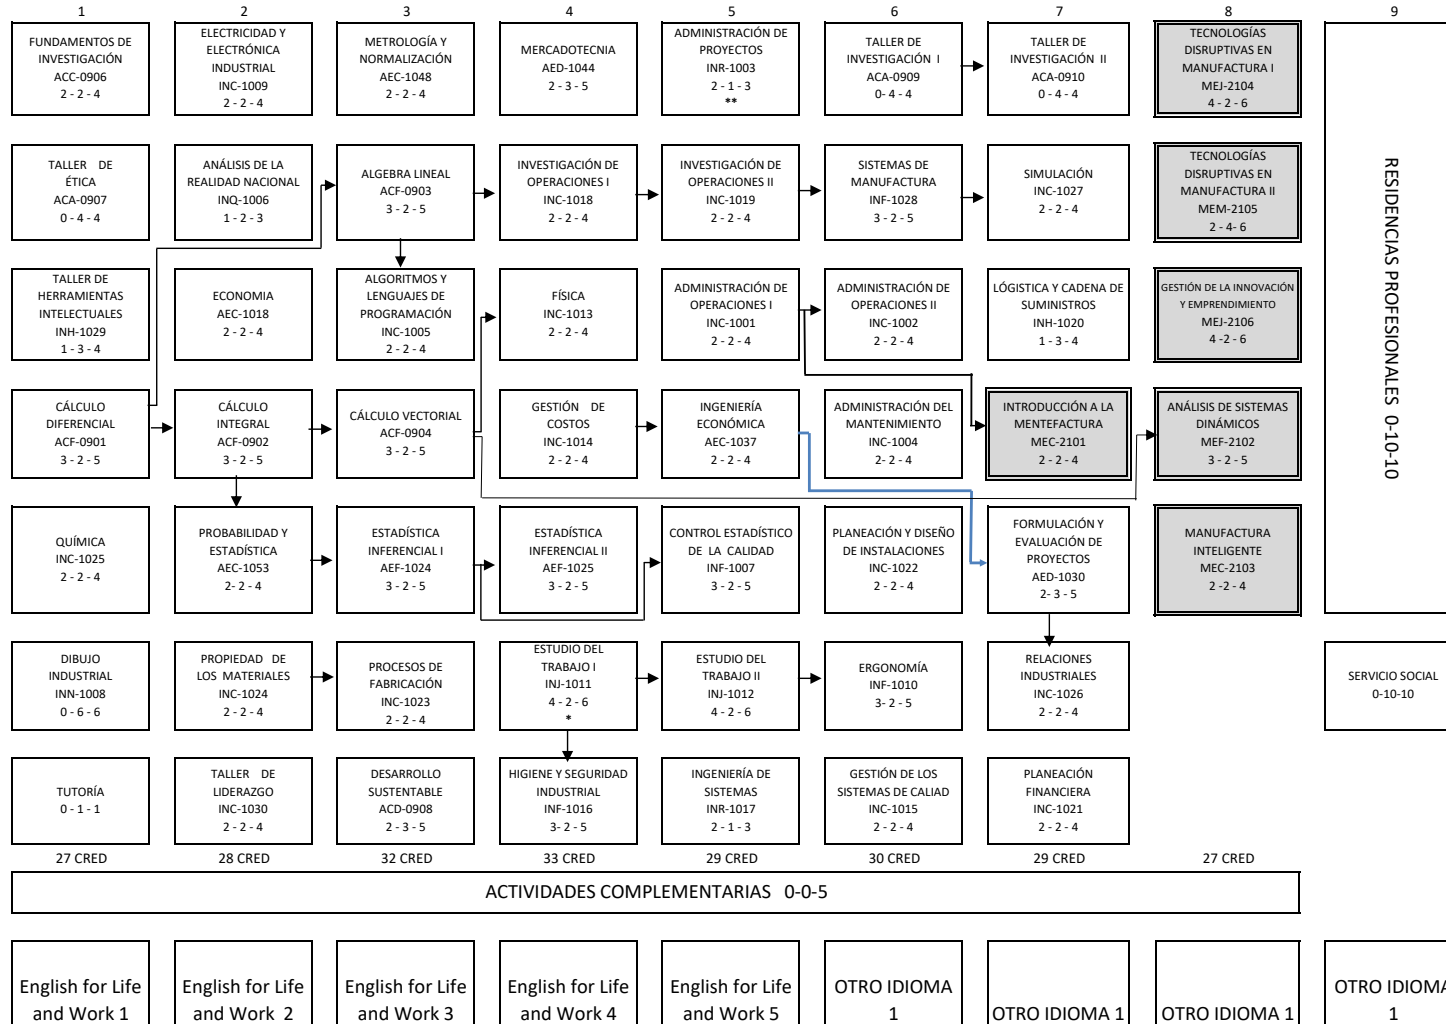 1
2
3
4
5
6
7
8
9
FUNDAMENTOS DE
INVESTIGACIÓN
ACC-0906
2 - 2 - 4
ELECTRICIDAD Y
ELECTRÓNICA
INDUSTRIAL
INC-1009
2 - 2 - 4
METROLOGÍA Y
NORMALIZACIÓN
AEC-1048
2 - 2 - 4
MERCADOTECNIA
AED-1044
2 - 3 - 5
ADMINISTRACIÓN DE
PROYECTOS
INR-1003
2 - 1 - 3
**
TALLER DE
INVESTIGACIÓN I
ACA-0909
0- 4 - 4
TALLER DE
INVESTIGACIÓN II
ACA-0910
0 - 4 - 4
TECNOLOGÍAS
DISRUPTIVAS EN
MANUFACTURA I
MEJ-2104
4 - 2 - 6
RESIDENCIAS PROFESIONALES 0-10-10
TALLER DE
ÉTICA
ACA-0907
0 - 4 - 4
ANÁLISIS DE LA
REALIDAD NACIONAL
INQ-1006
1 - 2 - 3
ALGEBRA LINEAL
ACF-0903
3 - 2 - 5
INVESTIGACIÓN DE
OPERACIONES I
INC-1018
2 - 2 - 4
INVESTIGACIÓN DE
OPERACIONES II
INC-1019
2 - 2 - 4
SISTEMAS DE
MANUFACTURA
INF-1028
3 - 2 - 5
SIMULACIÓN
INC-1027
2 - 2 - 4
TECNOLOGÍAS
DISRUPTIVAS EN
MANUFACTURA II
MEM-2105
2 - 4- 6
TALLER DE
HERRAMIENTAS
INTELECTUALES
INH-1029
1 - 3 - 4
ECONOMIA
AEC-1018
2 - 2 - 4
ALGORITMOS Y
LENGUAJES DE
PROGRAMACIÓN
INC-1005
2 - 2 - 4
FÍSICA
INC-1013
2 - 2 - 4
ADMINISTRACIÓN DE
OPERACIONES I
INC-1001
2 - 2 - 4
ADMINISTRACIÓN DE
OPERACIONES II
INC-1002
2 - 2 - 4
LÓGISTICA Y CADENA DE
SUMINISTROS
INH-1020
1 - 3 - 4
GESTIÓN DE LA INNOVACIÓN
Y EMPRENDIMIENTO
MEJ-2106
4 -2 - 6
CÁLCULO
DIFERENCIAL
ACF-0901
3 - 2 - 5
CÁLCULO
INTEGRAL
ACF-0902
3 - 2 - 5
CÁLCULO VECTORIAL
ACF-0904
3 - 2 - 5
GESTIÓN DE
COSTOS
INC-1014
2 - 2 - 4
INGENIERÍA
ECONÓMICA
AEC-1037
2 - 2 - 4
ADMINISTRACIÓN DEL
MANTENIMIENTO
INC-1004
2- 2 - 4
INTRODUCCIÓN A LA
MENTEFACTURA
MEC-2101
2 - 2 - 4
ANÁLISIS DE SISTEMAS
DINÁMICOS
MEF-2102
3 - 2 - 5
QUÍMICA
INC-1025
2 - 2 - 4
PROBABILIDAD Y
ESTADÍSTICA
AEC-1053
2- 2 - 4
ESTADÍSTICA
INFERENCIAL I
AEF-1024
3 - 2 - 5
ESTADÍSTICA
INFERENCIAL II
AEF-1025
3 - 2 - 5
CONTROL ESTADÍSTICO
DE LA CALIDAD
INF-1007
3 - 2 - 5
PLANEACIÓN Y DISEÑO
DE INSTALACIONES
INC-1022
2 - 2 - 4
FORMULACIÓN Y
EVALUACIÓN DE
PROYECTOS
AED-1030
2- 3 - 5
MANUFACTURA
INTELIGENTE
MEC-2103
2 -2 - 4
DIBUJO
INDUSTRIAL
INN-1008
0 - 6 - 6
PROPIEDAD DE
LOS MATERIALES
INC-1024
2 - 2 - 4
PROCESOS DE
FABRICACIÓN
INC-1023
2 - 2 - 4
ESTUDIO DEL
TRABAJO I
INJ-1011
4 - 2 - 6
*
ESTUDIO DEL
TRABAJO II
INJ-1012
4 - 2 - 6
ERGONOMÍA
INF-1010
3- 2 - 5
RELACIONES
INDUSTRIALES
INC-1026
2 - 2 - 4
SERVICIO SOCIAL
0-10-10
TUTORÍA
0 - 1 - 1
TALLER DE
LIDERAZGO
INC-1030
2 - 2 - 4
DESARROLLO
SUSTENTABLE
ACD-0908
2 - 3 - 5
HIGIENE Y SEGURIDAD
INDUSTRIAL
INF-1016
3- 2 - 5
INGENIERÍA DE
SISTEMAS
INR-1017
2 - 1 - 3
GESTIÓN DE LOS
SISTEMAS DE CALIAD
INC-1015
2 - 2 - 4
PLANEACIÓN
FINANCIERA
INC-1021
2 - 2 - 4
27 CRED
28 CRED
32 CRED
33 CRED
29 CRED
30 CRED
29 CRED
27 CRED
ACTIVIDADES COMPLEMENTARIAS 0-0-5
English for Life
and Work 1
English for Life
and Work 2
English for Life
and Work 3
English for Life
and Work 4
English for Life
and Work 5
OTRO IDIOMA
1
OTRO IDIOMA 1
OTRO IDIOMA 1
OTRO IDIOMA
1